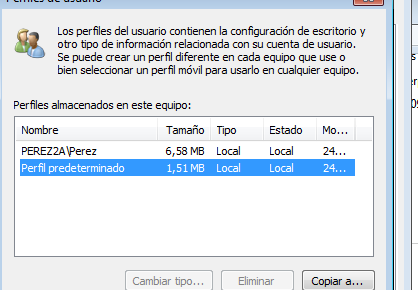 Perfiles de usuario
Los perfiles del usuario contienen la configuración de escritorio y
otro tipo de información relacionada con su cuenta de usuario.
Se puede crear un perfil diferente en cada equipo que use o
bien seleccionar un perfil móvil para usarlo en cualquier equipo.
Perfiles almacenados en este equipo:
Nombre Tamaño Tipo Estado Mo...
PEREZ2A\Perez 6,58 MB Local Local 24...
Perfil predeterminado 1,51 MB Local Local 24...
Cambiar tipo... Eliminar Copiar a...